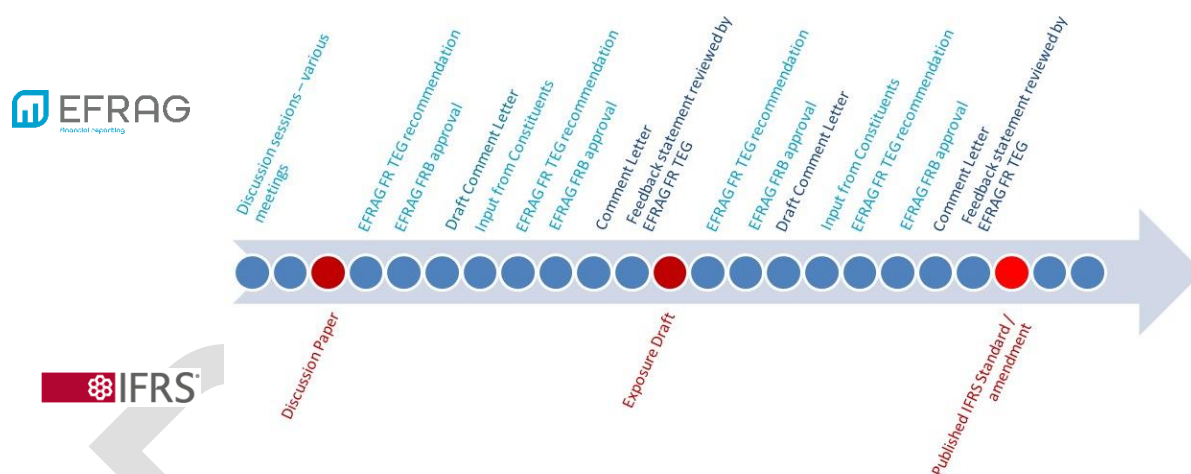 EFRAG
Financial reporting
Discussion sessions – various
meetings
EFRAG FR TEG recommendation
EFRAG FRB approval
Draft Comment Letter
Input from Constituents
EFRAG FR TEG recommendation
EFRAG FRB approval
Comment Letter
Feedback statement reviewed by
EFRAG FR TEG
EFRAG FR TEG recommendation
EFRAG FRB approval
Draft Comment Letter
Input from Constituents
EFRAG FR TEG recommendation
EFRAG FRB approval
Comment Letter
Feedback statement reviewed by
EFRAG FR TEG
IFRS
Discussion Paper
Exposure Draft
Published IFRS Standard /
amendment